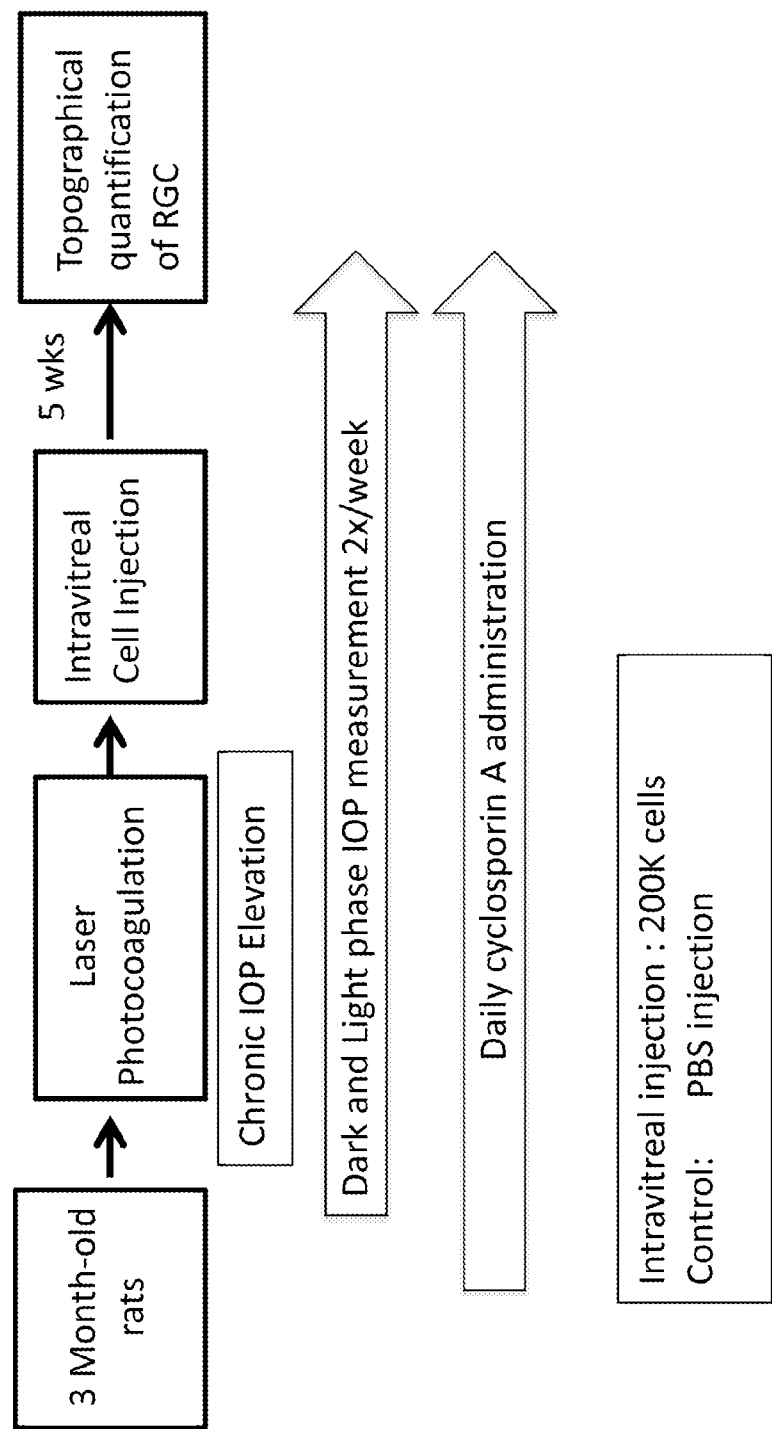 3 Month-old
rats
Laser
Photocoagulation
Intravitreal
Cell Injection
5 wks
Topographical
quantification
of RGC
Chronic IOP Elevation
Dark and Light phase IOP measurement 2x/week
Daily cyclosporin A administration
Intravitreal injection : 200K cells
Control: PBS injection